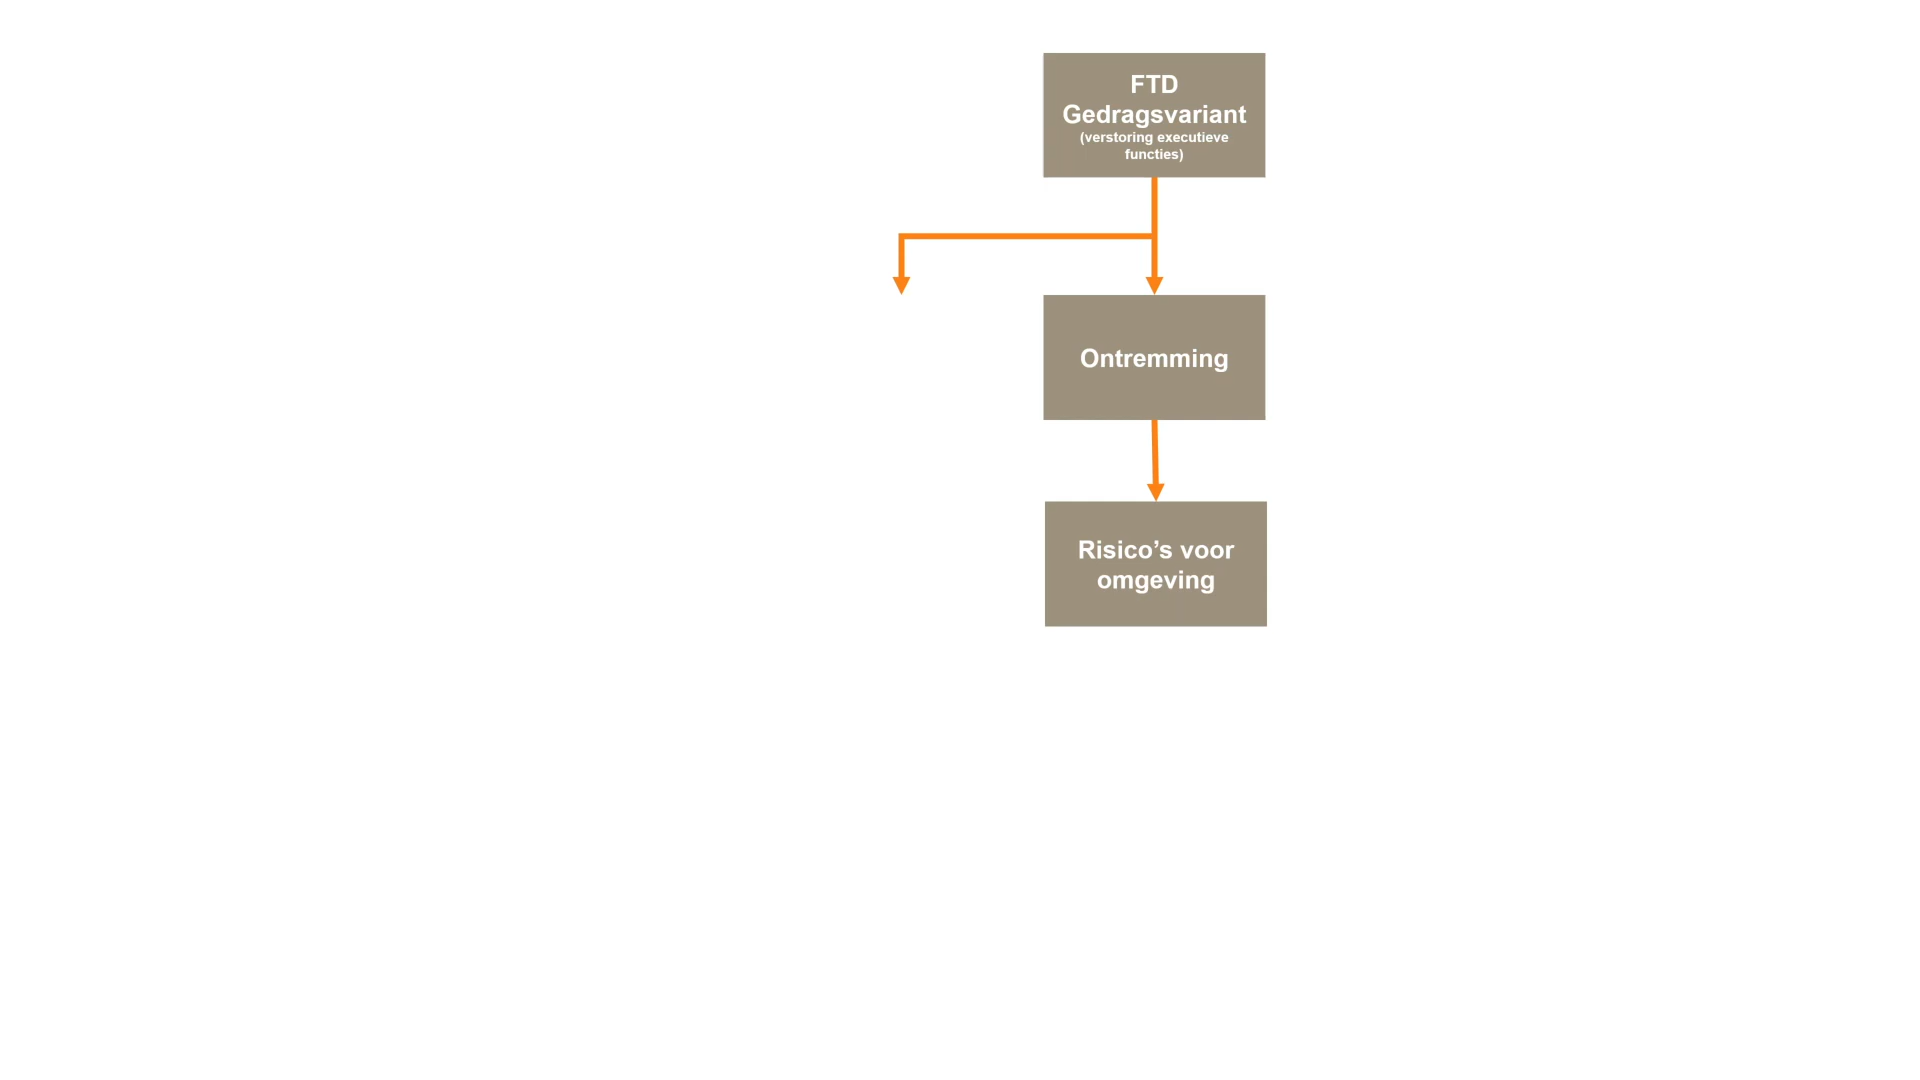 FTD
Gedragsvariant
(verstoring executieve
functies)
Ontremming
Risico’s voor
omgeving